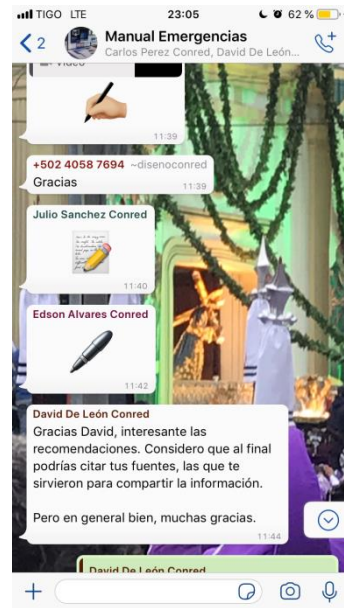 TIGO LTE 23:05 62 %
2 Manual Emergencias
Carlos Perez Conred, David De León...
Video
11:39
+502 4058 7694 ~disenoconred
Gracias 11:39
Julio Sanchez Conred
11:40
Edson Alvares Conred
11:42
David De León Conred
Gracias David, interesante las
recomendaciones. Considero que al final
podrías citar tus fuentes, las que te
sirvieron para compartir la información.
Pero en general bien, muchas gracias.
11:44
David De León Conred